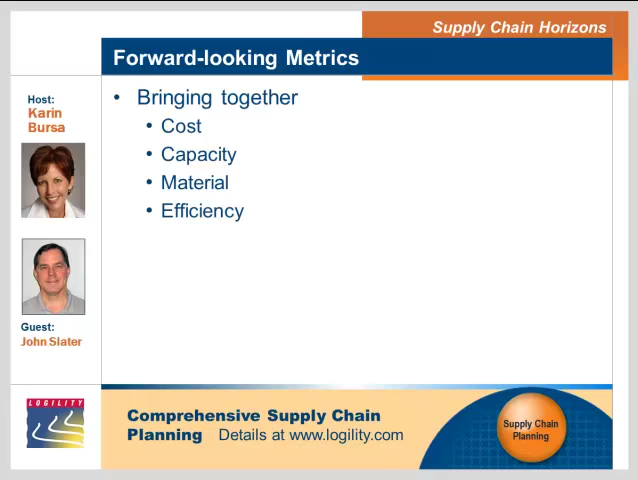 Supply Chain Horizons
Forward-looking Metrics
Host:
Karin
Bursa
• Bringing together
• Cost
• Capacity
• Material
• Efficiency
Guest:
John Slater
LOGILITY
Comprehensive Supply Chain
Planning Details at www.logility.com
Supply Chain
Planning